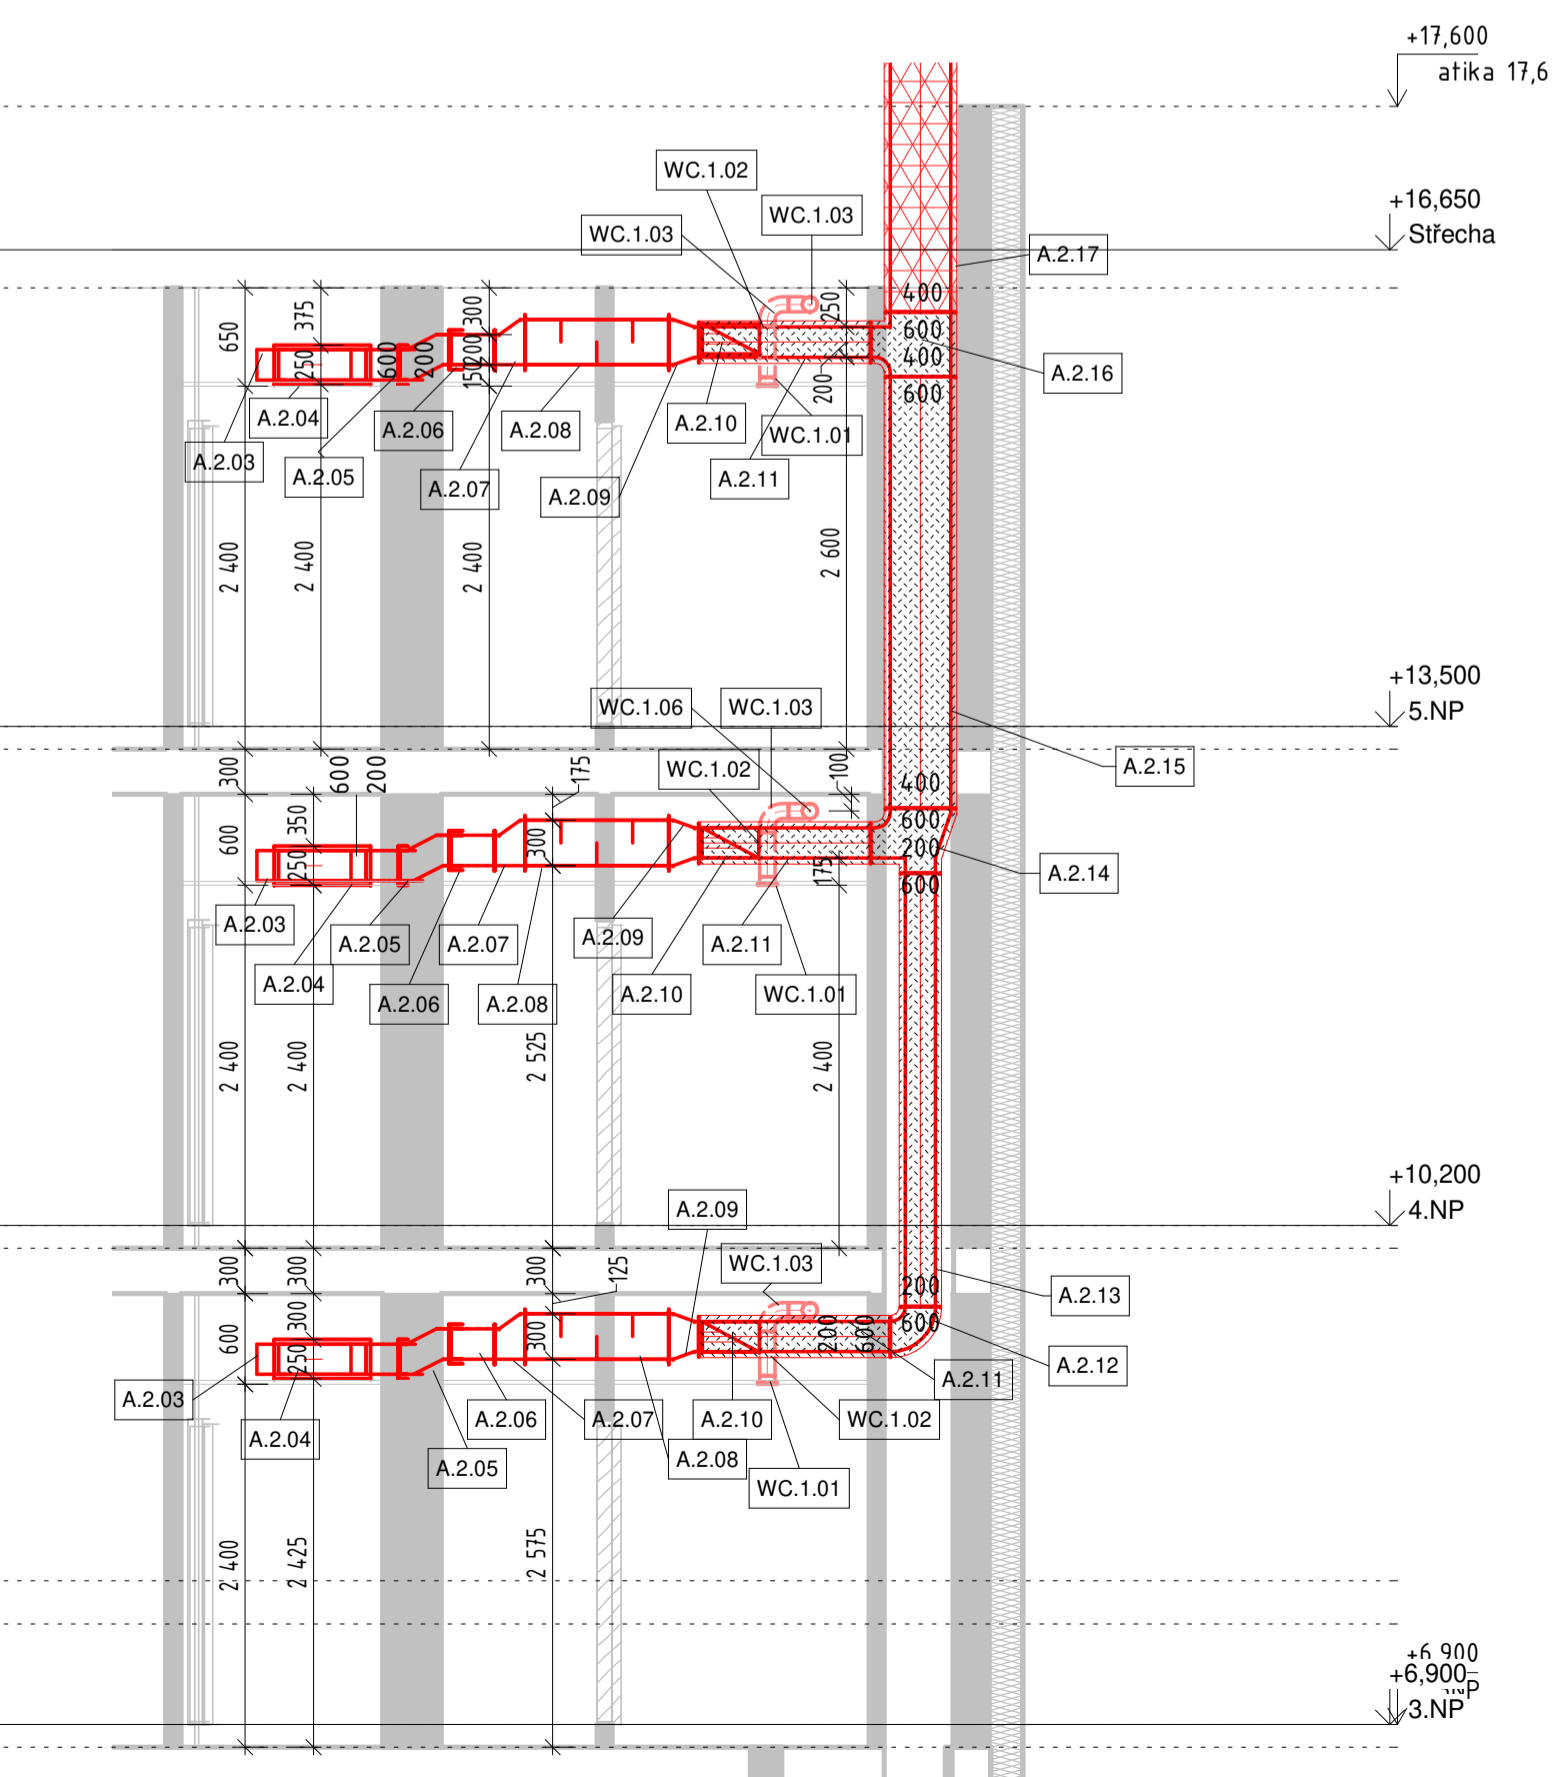 +17,600
atika 17,6
WC.1.02
WC.1.03
WC.1.03
+16,650
Střecha
A.2.17
400
650
375
300
250
600
250
600
200
200
150
400
200
600
A.2.16
A.2.04
A.2.06
A.2.08
A.2.10
WC.1.01
A.2.03
A.2.05
A.2.07
A.2.09
A.2.11
2 400
2 400
2 400
2 600
+13,500
5.NP
WC.1.06
WC.1.03
WC.1.02
A.2.15
300
600
200
175
100
400
600
350
250
300
600
200
175
600
A.2.14
A.2.03
A.2.05
A.2.07
A.2.09
A.2.11
A.2.04
A.2.06
A.2.08
A.2.10
WC.1.01
2 400
2 400
2 525
2 400
+10,200
4.NP
A.2.09
300
300
300
125
WC.1.03
200
A.2.13
600
300
250
300
200
600
600
A.2.12
A.2.11
A.2.03
A.2.04
A.2.06
A.2.07
A.2.10
WC.1.02
A.2.05
A.2.08
WC.1.01
2 400
2 425
2 575
+6,900
+6,900
3.NP